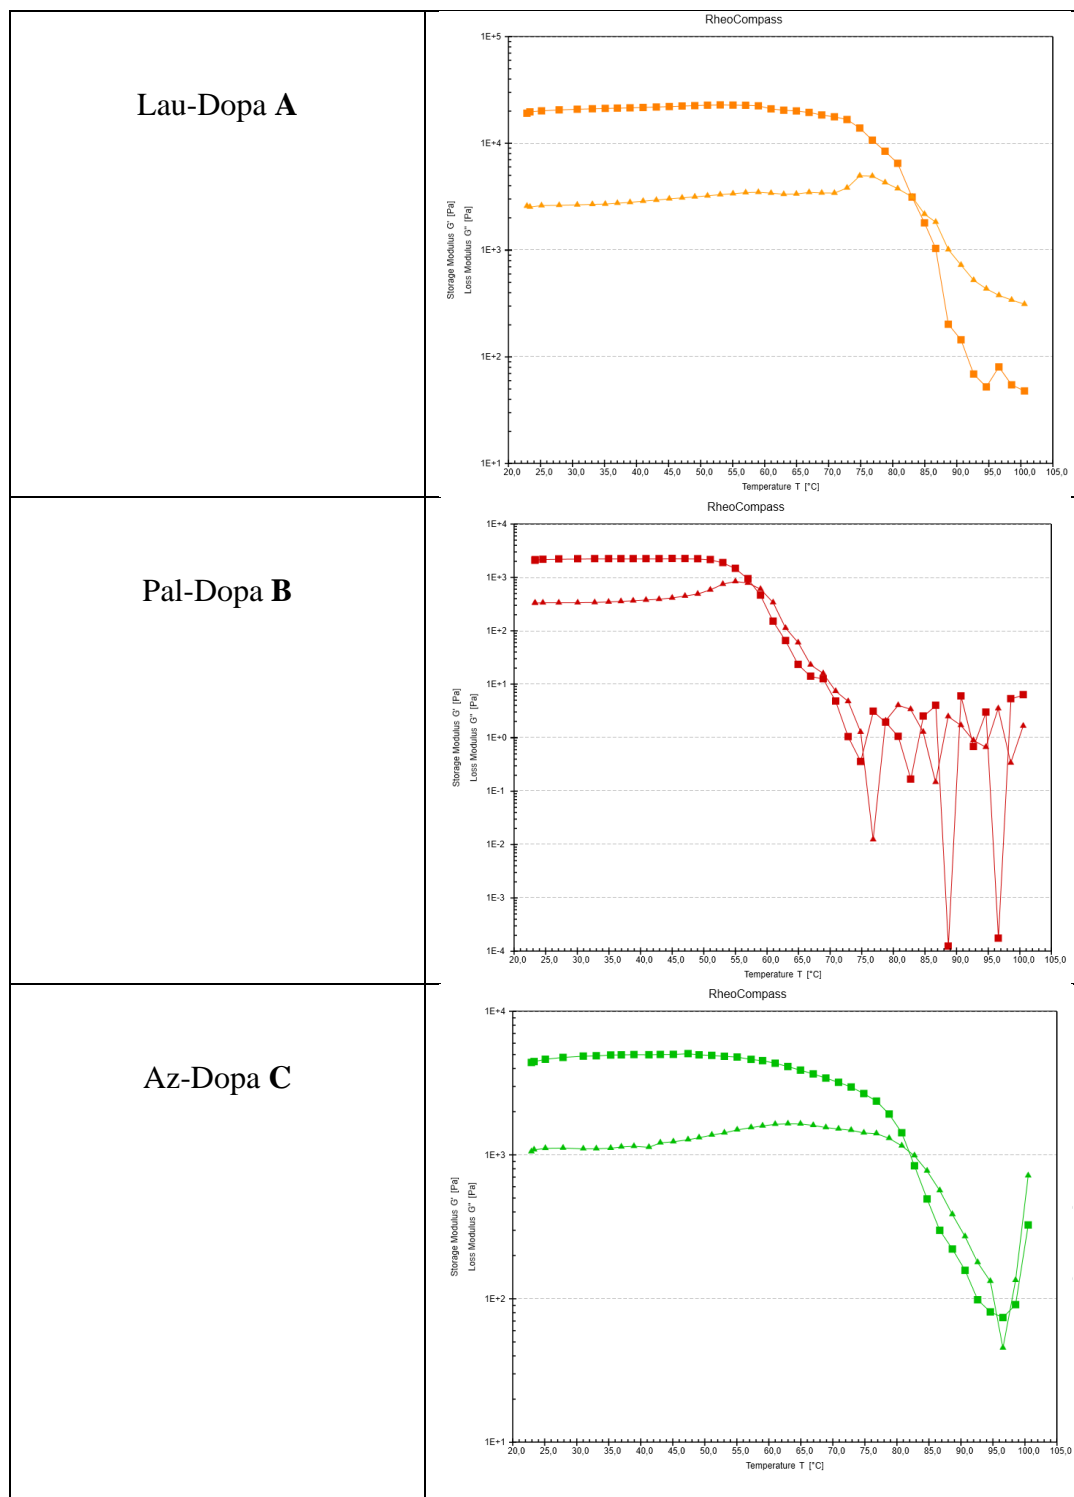 RheoCompass
Lau-Dopa A
1E+5
1E+4
1E+3
1E+2
1E+1
Storage Modulus G' [Pa]
Loss Modulus G'' [Pa]
20,0 25,0 30,0 35,0 40,0 45,0 50,0 55,0 60,0 65,0 70,0 75,0 80,0 85,0 90,0 95,0 100,0 105,0
Temperature T [°C]
RheoCompass
Pal-Dopa B
1E+4
1E+3
1E+2
1E+1
1E+0
1E-1
1E-2
1E-3
1E-4
Storage Modulus G' [Pa]
Loss Modulus G'' [Pa]
20,0 25,0 30,0 35,0 40,0 45,0 50,0 55,0 60,0 65,0 70,0 75,0 80,0 85,0 90,0 95,0 100,0 105,0
Temperature T [°C]
RheoCompass
Az-Dopa C
1E+4
1E+3
1E+2
1E+1
Storage Modulus G' [Pa]
Loss Modulus G'' [Pa]
20,0 25,0 30,0 35,0 40,0 45,0 50,0 55,0 60,0 65,0 70,0 75,0 80,0 85,0 90,0 95,0 100,0 105,0
Temperature T [°C]